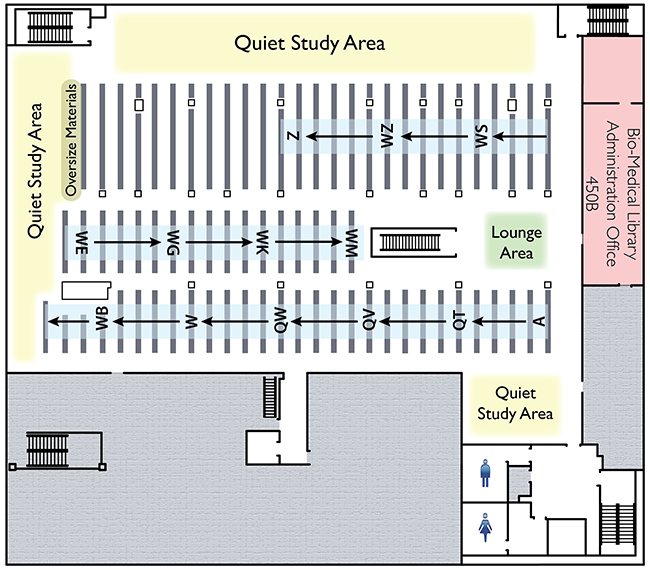 Quiet Study Area
Quiet Study Area
Oversize Materials
Z
WZ
WS
Bio-Medical Library
Administration Office
450B
WE
WG
WK
WM
Lounge
Area
WB
W
QW
QV
QT
A
Quiet
Study Area